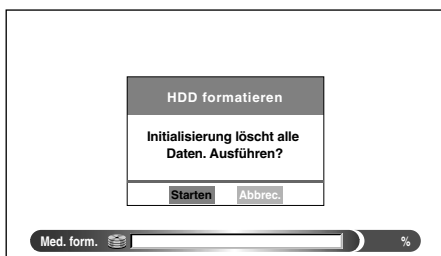 HDD formatieren
Initialisierung löscht alle
Daten. Ausführen?
Starten Abbrec.
Med. form. %